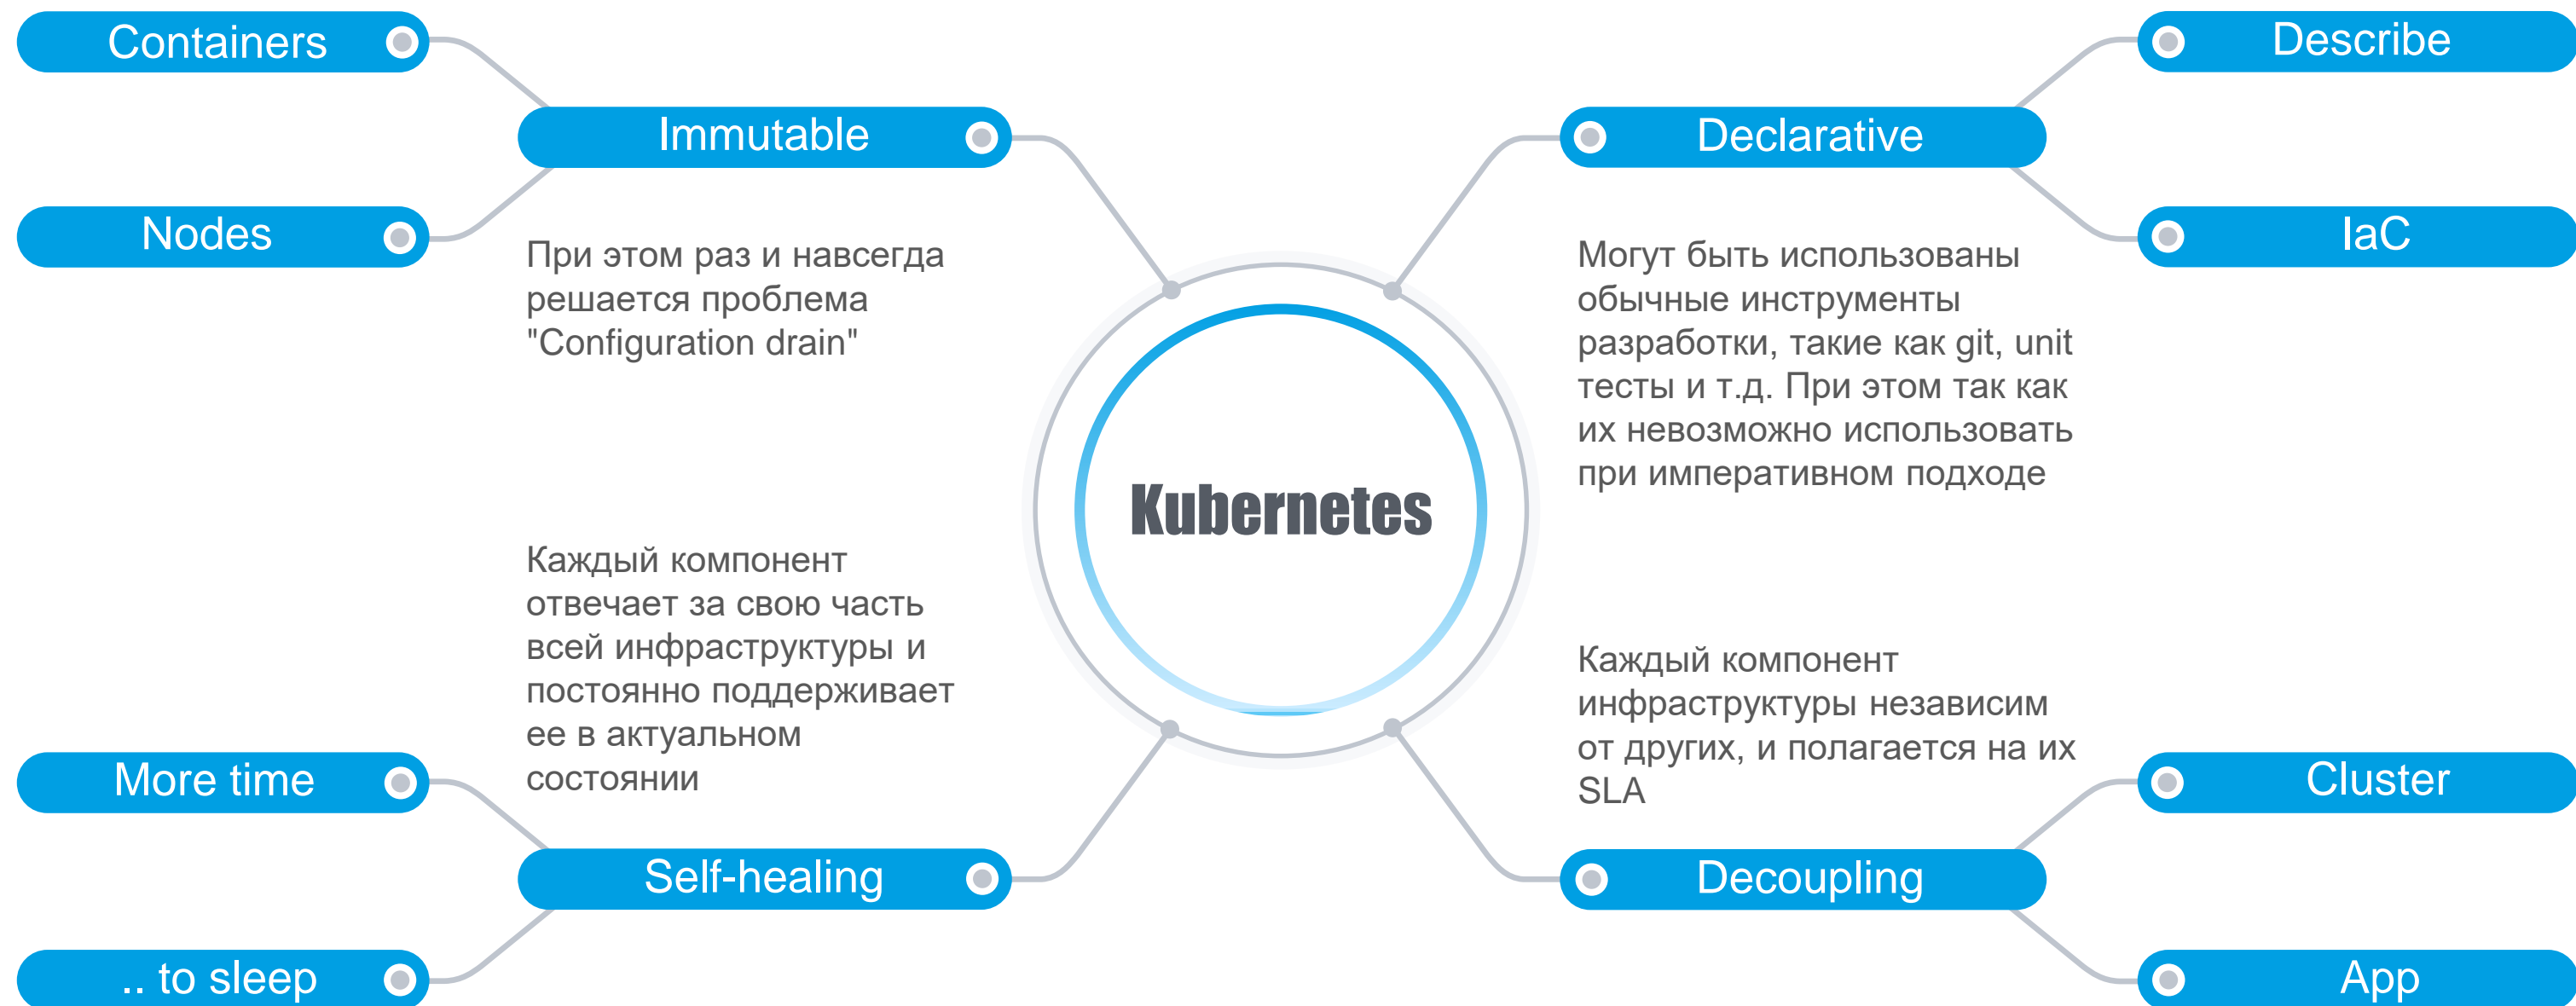 Containers
Immutable
Nodes
При этом раз и навсегда
решается проблема
"Configuration drain"
Describe
Declarative
IaC
Могут быть использованы
обычные инструменты
разработки, такие как git, unit
тесты и т.д. При этом так как
их невозможно использовать
при императивном подходе
Kubernetes
Каждый компонент
отвечает за свою часть
всей инфраструктуры и
постоянно поддерживает
ее в актуальном
состоянии
More time
Self-healing
.. to sleep
Каждый компонент
инфраструктуры независим
от других, и полагается на их
SLA
Cluster
Decoupling
App